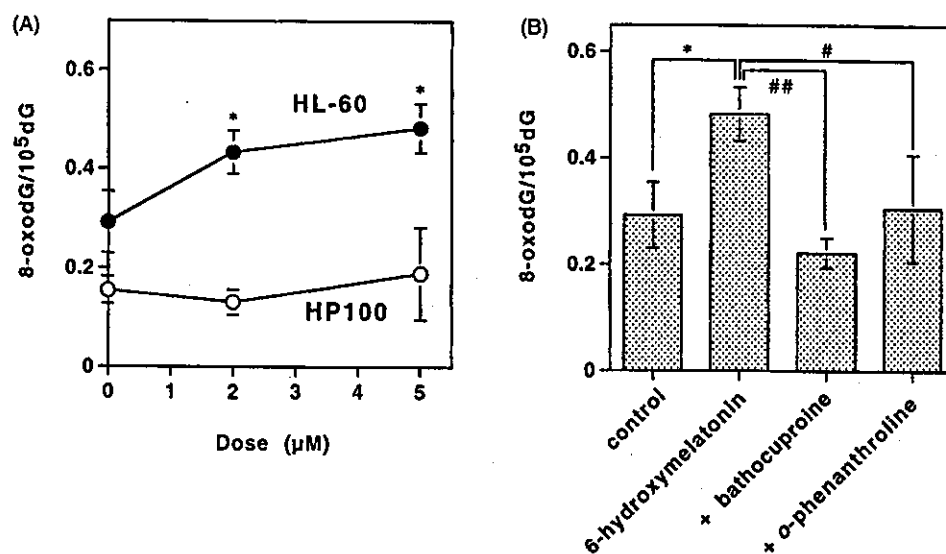 (A)
0.6
0.4
0.2
0
8-oxodG/10⁵dG
*
*
HL-60
HP100
0 1 2 3 4 5
Dose (µM)
(B)
0.6
0.4
0.2
0
8-oxodG/10⁵dG
*
#
##
control
6-hydroxymelatonin
+ bathocuproine
+ o-phenanthroline